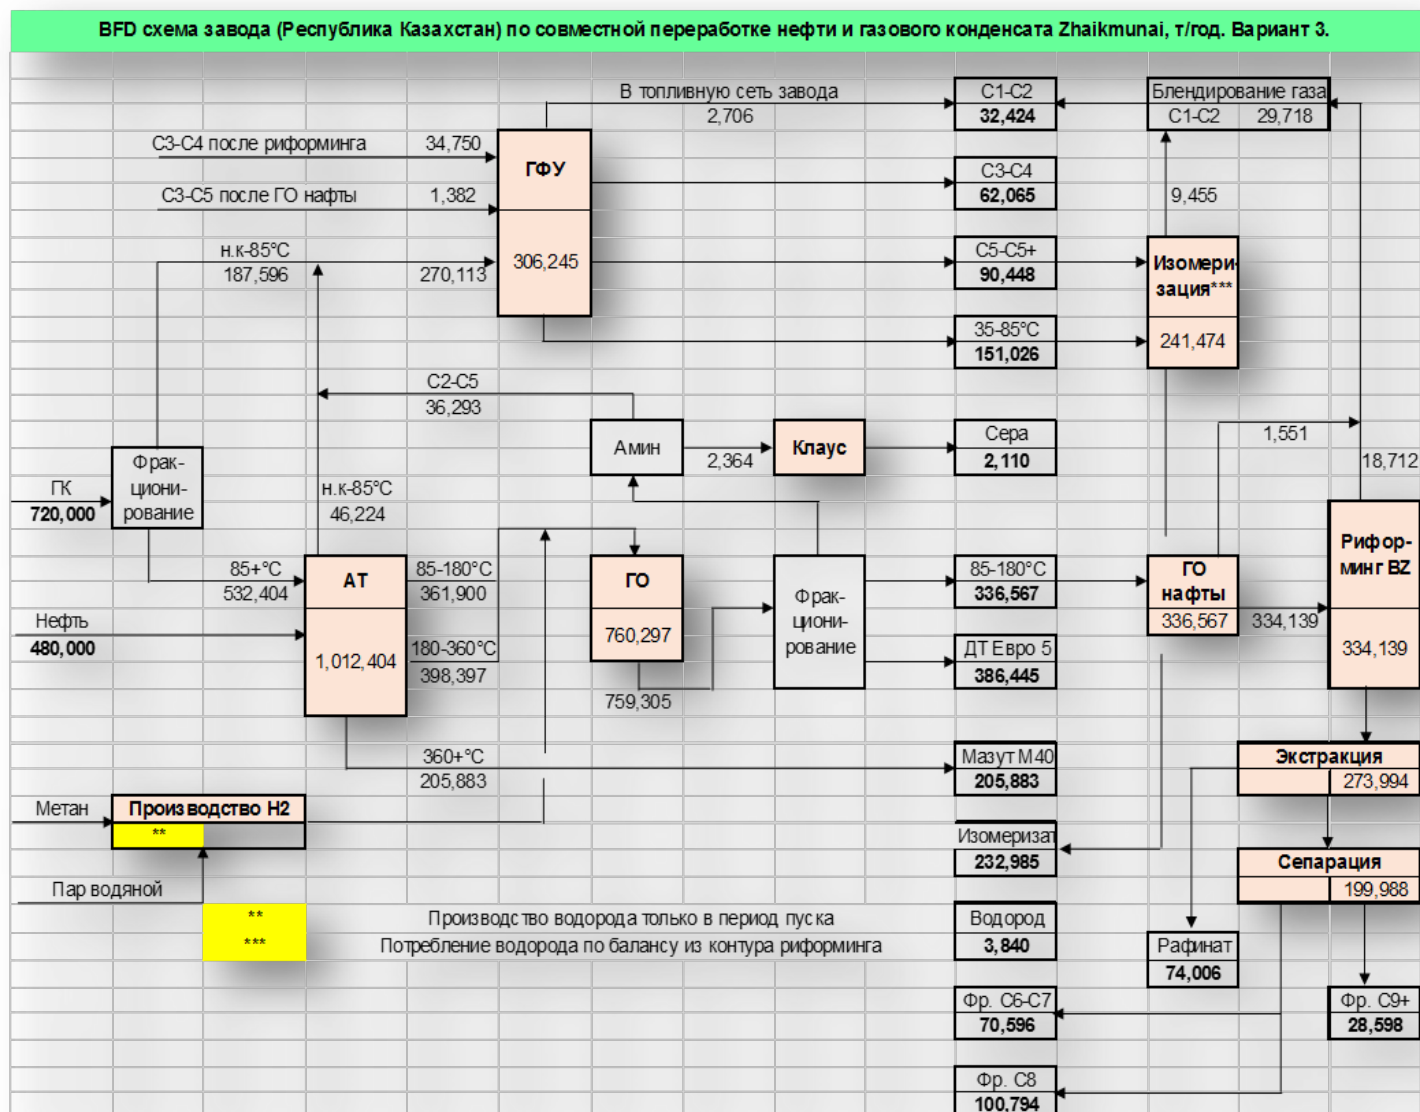 BFD схема завода (Республика Казахстан) по совместной переработке нефти и газового конденсата Zhaikmunai, т/год. Вариант 3.
В топливную сеть завода
2,706
С1-С2
32,424
Блендирование газа
С1-С2 29,718
С3-С4 после риформинга 34,750
ГФУ
С3-С4
62,065
С3-С5 после ГО нафты 1,382
9,455
н.к-85°С
187,596
270,113
306,245
С5-С5+
90,448
Изомери-
зация***
241,474
35-85°С
151,026
С2-С5
36,293
Амин
2,364
Клаус
Сера
2,110
1,551
18,712
Фрак-
циони-
рование
ГК
720,000
н.к-85°С
46,224
85+°С
532,404
АТ
1,012,404
85-180°С
361,900
ГО
760,297
Фрак-
циони-
рование
85-180°С
336,567
ГО
нафты
336,567
334,139
Рифор-
минг BZ
334,139
Нефть
480,000
180-360°С
398,397
759,305
ДТ Евро 5
386,445
360+°С
205,883
Мазут М40
205,883
Экстракция
273,994
Метан
Производство Н2
**
Изомеризат
232,985
Сепарация
199,988
Пар водяной
** Производство водорода только в период пуска
*** Потребление водорода по балансу из контура риформинга
Водород
3,840
Рафинат
74,006
Фр. С6-С7
70,596
Фр. С9+
28,598
Фр. С8
100,794